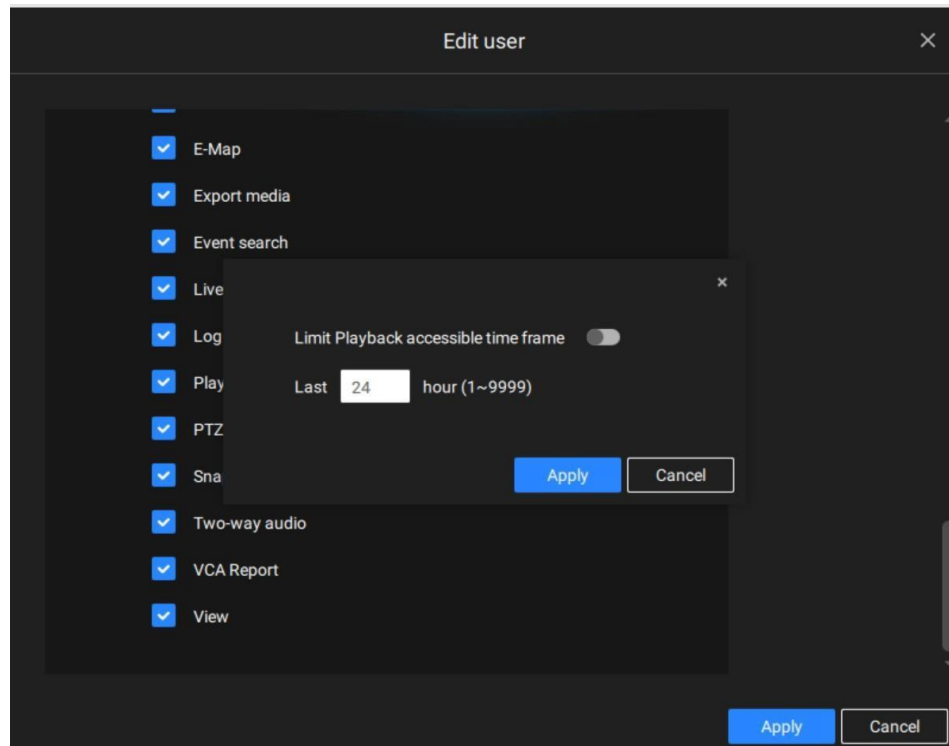 Edit user
E-Map
Export media
Event search
Live
Log
Limit Playback accessible time frame
Play
Last 24 hour (1~9999)
PTZ
Sna
Apply Cancel
Two-way audio
VCA Report
View
Apply Cancel